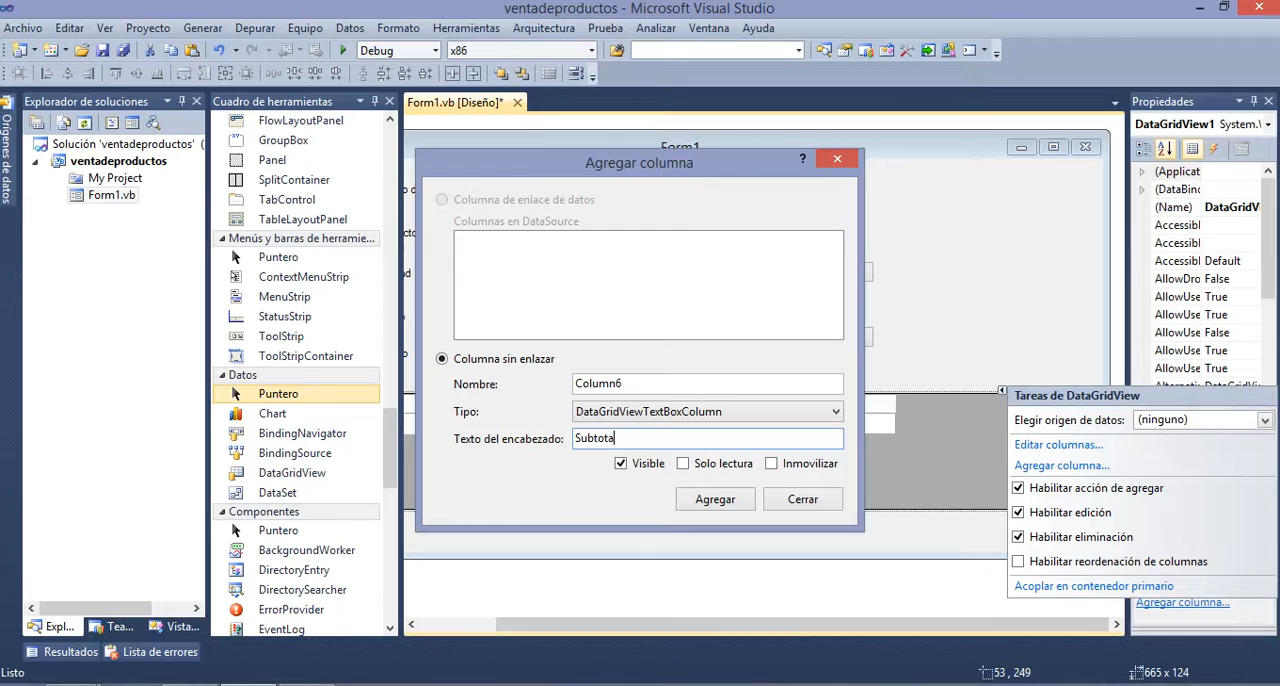 ventadeproductos - Microsoft Visual Studio
Archivo Editar Ver Proyecto Generar Depurar Equipo Datos Formato Herramientas Arquitectura Prueba Analizar Ventana Ayuda
Debug x86
Orígenes de datos
Explorador de soluciones
Solución 'ventadeproductos' (
ventadeproductos
My Project
Form1.vb
Expl... Tea... Vista...
Cuadro de herramientas
FlowLayoutPanel
GroupBox
Panel
SplitContainer
TabControl
TableLayoutPanel
Menús y barras de herramie...
Puntero
ContextMenuStrip
MenuStrip
StatusStrip
ToolStrip
ToolStripContainer
Datos
Puntero
Chart
BindingNavigator
BindingSource
DataGridView
DataSet
Componentes
Puntero
BackgroundWorker
DirectoryEntry
DirectorySearcher
ErrorProvider
EventLog
Form1.vb [Diseño]*
Form1
Agregar columna
?
Columna de enlace de datos
Columnas en DataSource
Columna sin enlazar
Nombre: Column6
Tipo: DataGridViewTextBoxColumn
Texto del encabezado: Subtota
Visible Solo lectura Inmovilizar
Agregar Cerrar
Tareas de DataGridView
Elegir origen de datos: (ninguno)
Editar columnas...
Agregar columna...
Habilitar acción de agregar
Habilitar edición
Habilitar eliminación
Habilitar reordenación de columnas
Acoplar en contenedor primario
Propiedades
DataGridView1 System.
(Applicat
(DataBinc
(Name) DataGridVi
Accessibl
Accessibl
Accessibl Default
AllowDro False
AllowUse True
AllowUse True
AllowUse False
AllowUse True
AllowUse True
Agregar columna...
Resultados Lista de errores
Listo 53 , 249 665 x 124